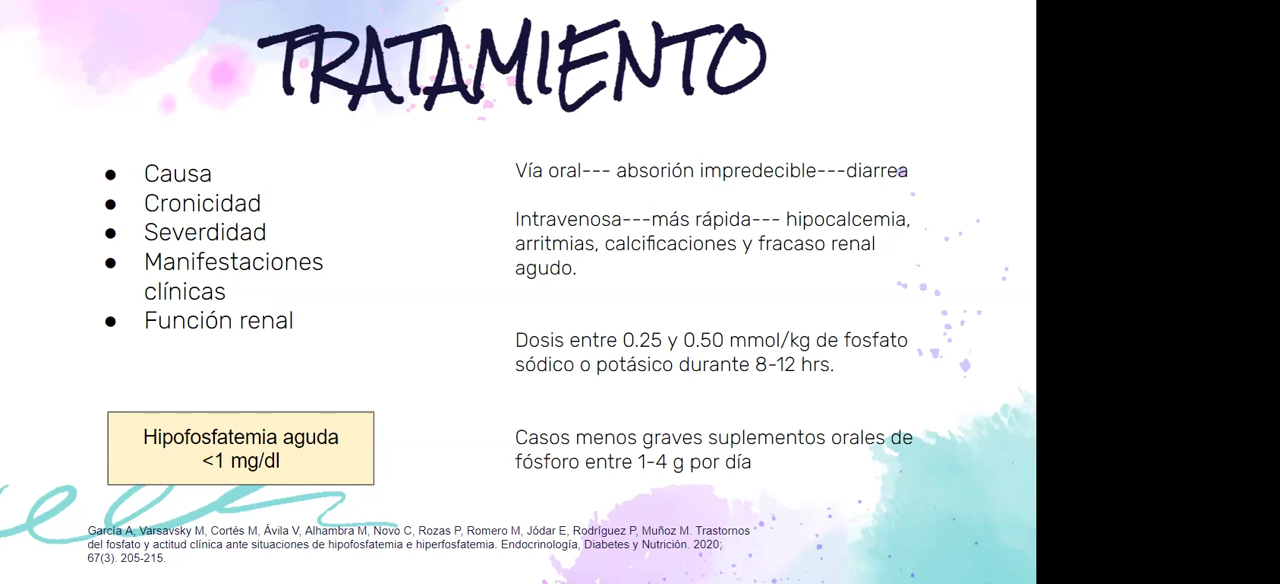 TRATAMIENTO
● Causa
● Cronicidad
● Severdidad
● Manifestaciones
clínicas
● Función renal
Hipofosfatemia aguda
<1 mg/dl
Vía oral--- absorión impredecible---diarrea
Intravenosa---más rápida--- hipocalcemia,
arritmias, calcificaciones y fracaso renal
agudo.
Dosis entre 0.25 y 0.50 mmol/kg de fosfato
sódico o potásico durante 8-12 hrs.
Casos menos graves suplementos orales de
fósforo entre 1-4 g por día
García A, Varsavsky M, Cortés M, Ávila V, Alhambra M, Novo C, Rozas P, Romero M, Jódar E, Rodríguez P, Muñoz M. Trastornos
del fosfato y actitud clínica ante situaciones de hipofosfatemia e hiperfosfatemia. Endocrinología, Diabetes y Nutrición. 2020;
67(3). 205-215.